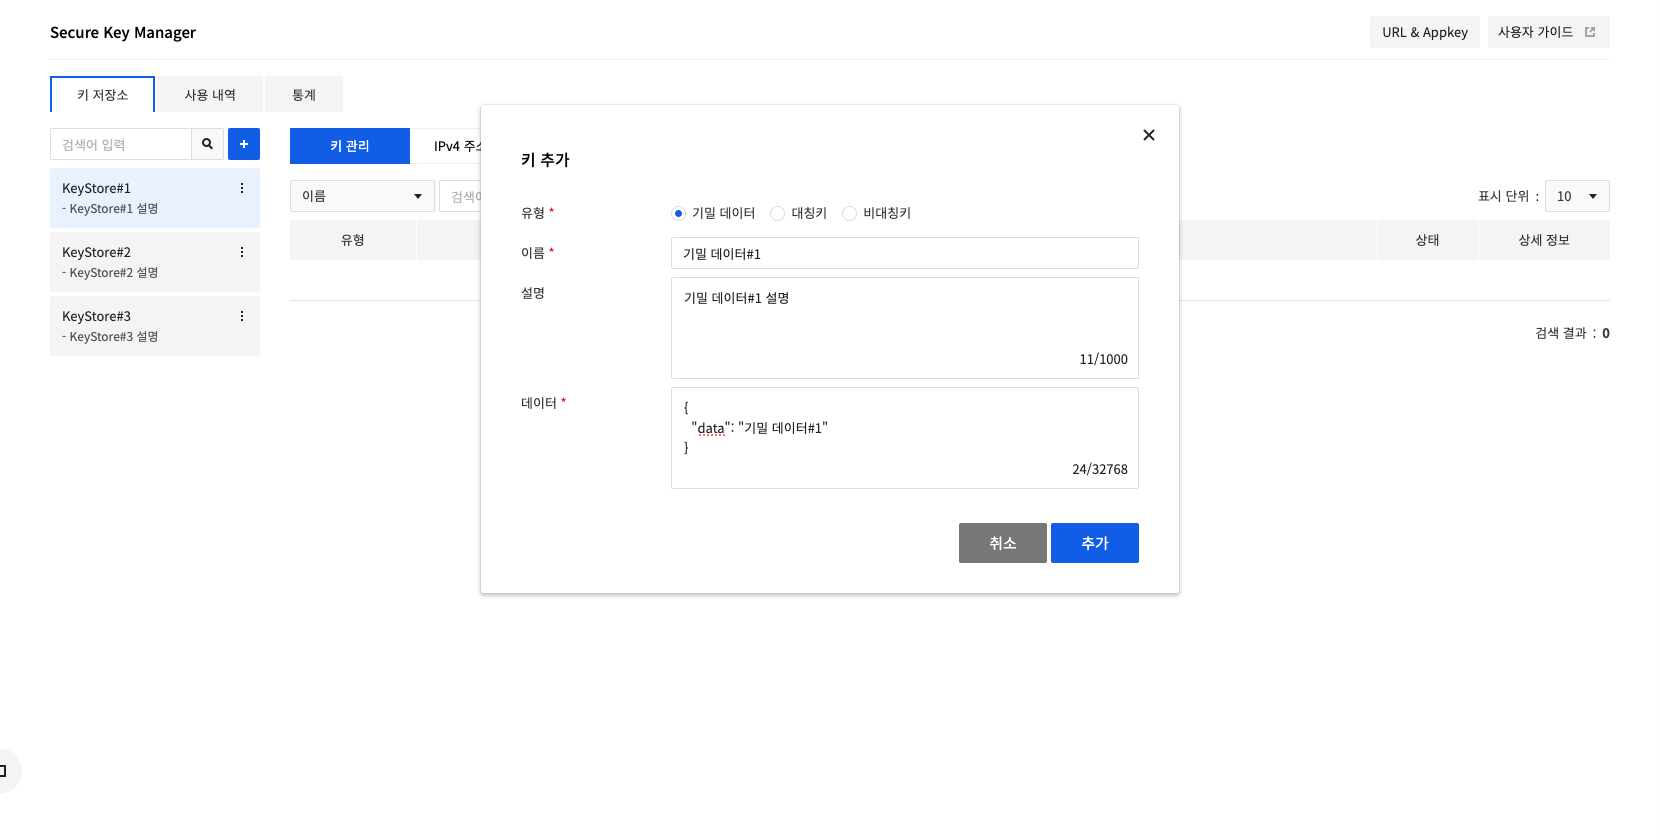 Secure Key Manager
URL & Appkey
사용자 가이드
키 저장소
사용 내역
통계
검색어 입력
+
KeyStore#1
- KeyStore#1 설명
KeyStore#2
- KeyStore#2 설명
KeyStore#3
- KeyStore#3 설명
키 관리
IPv4
이름
표시 단위 :
10
유형
상태
상세 정보
검색 결과 : 0
키 추가
유형 *
기밀 데이터
대칭키
비대칭키
이름 *
기밀 데이터#1
설명
기밀 데이터#1 설명
11/1000
데이터 *
{
"data": "기밀 데이터#1"
}
24/32768
취소
추가